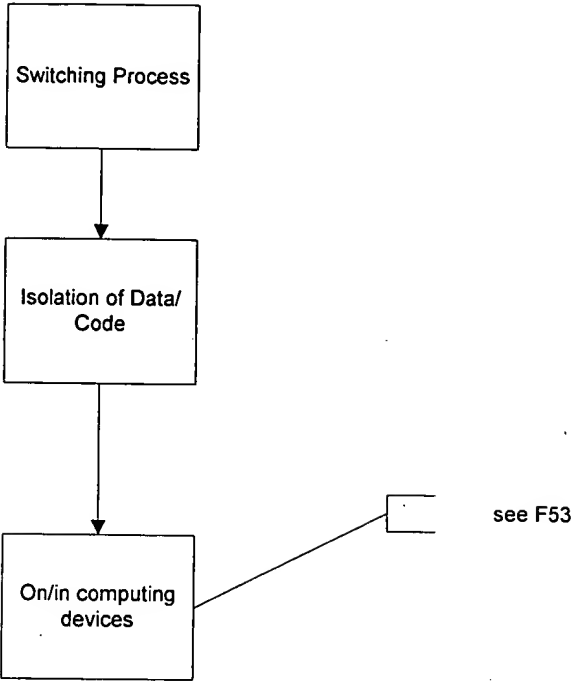 Switching Process
Isolation of Data/
Code
see F53
On/in computing
devices